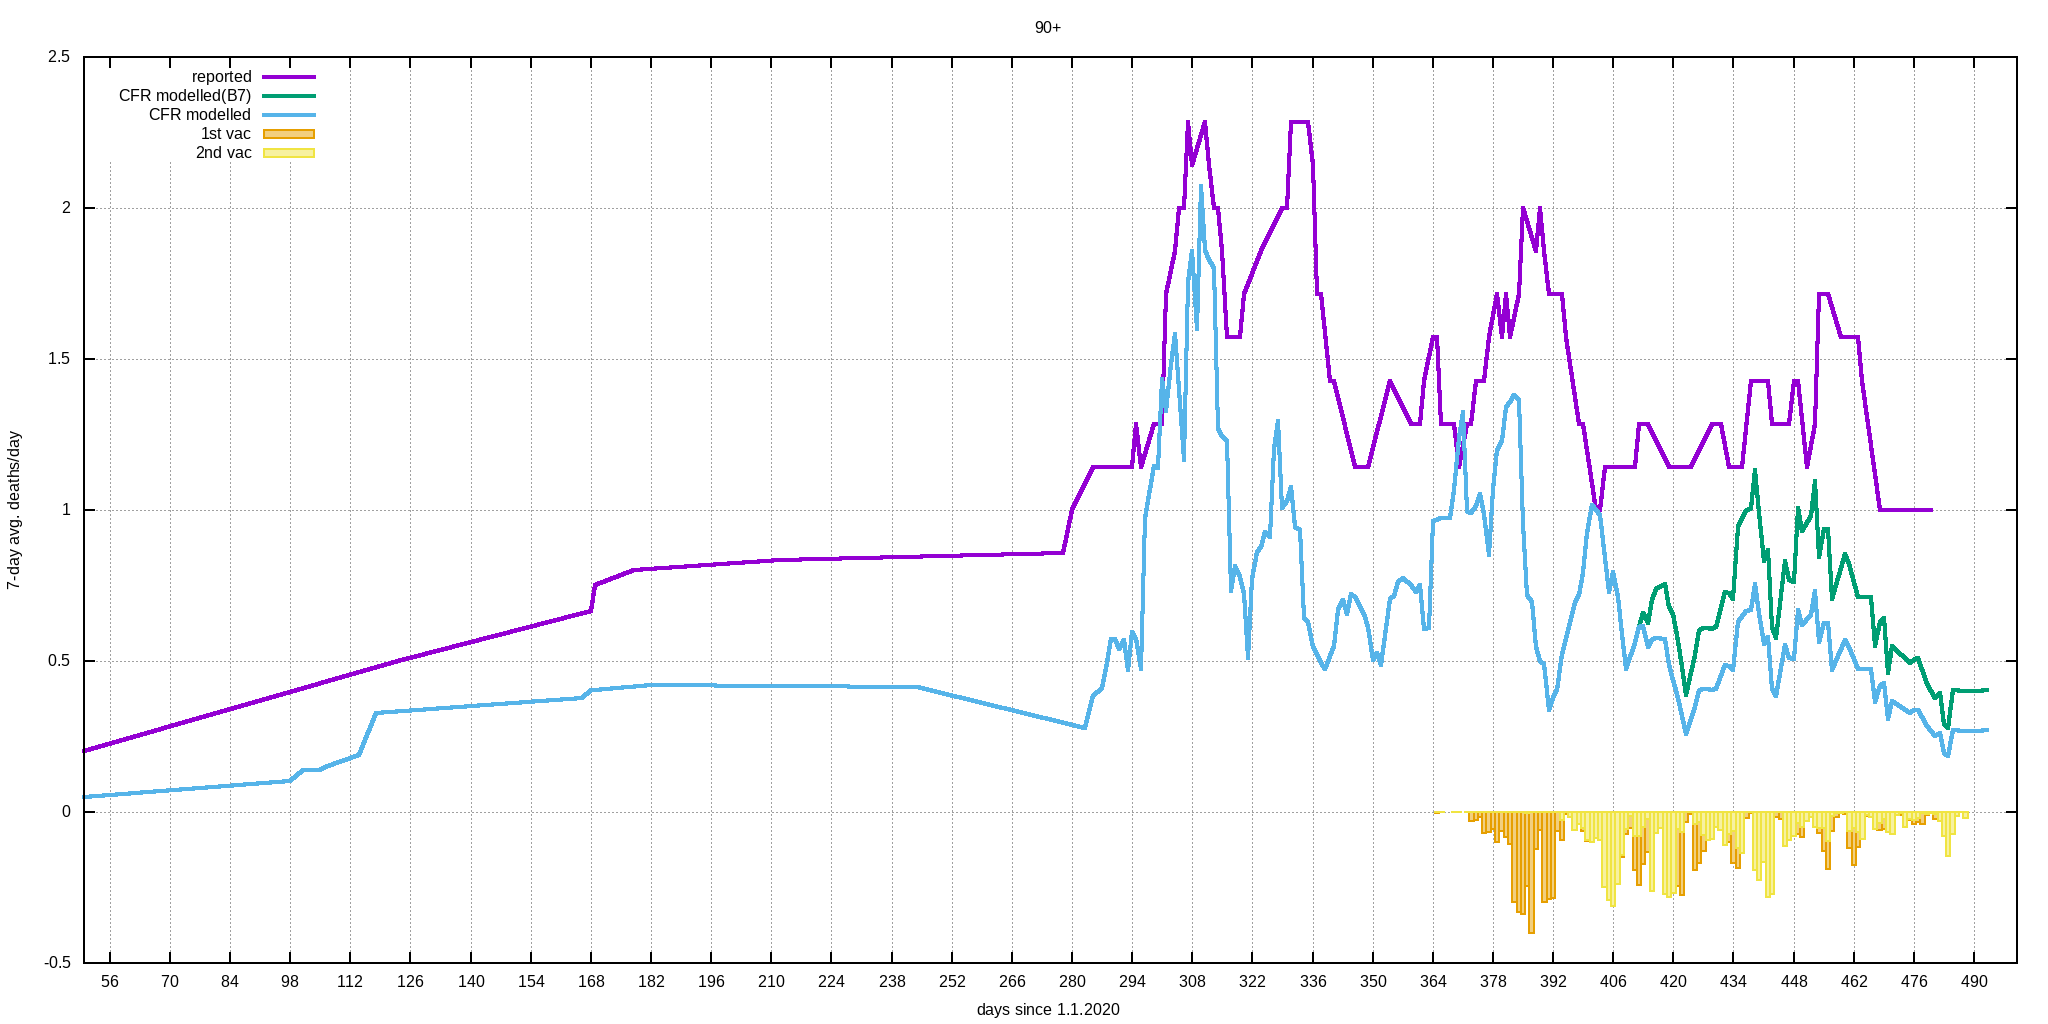 90+
2.5
2
1.5
1
0.5
0
-0.5
7-day avg. deaths/day
reported
CFR modelled(B7)
CFR modelled
1st vac
2nd vac
56 70 84 98 112 126 140 154 168 182 196 210 224 238 252 266 280 294 308 322 336 350 364 378 392 406 420 434 448 462 476 490
days since 1.1.2020